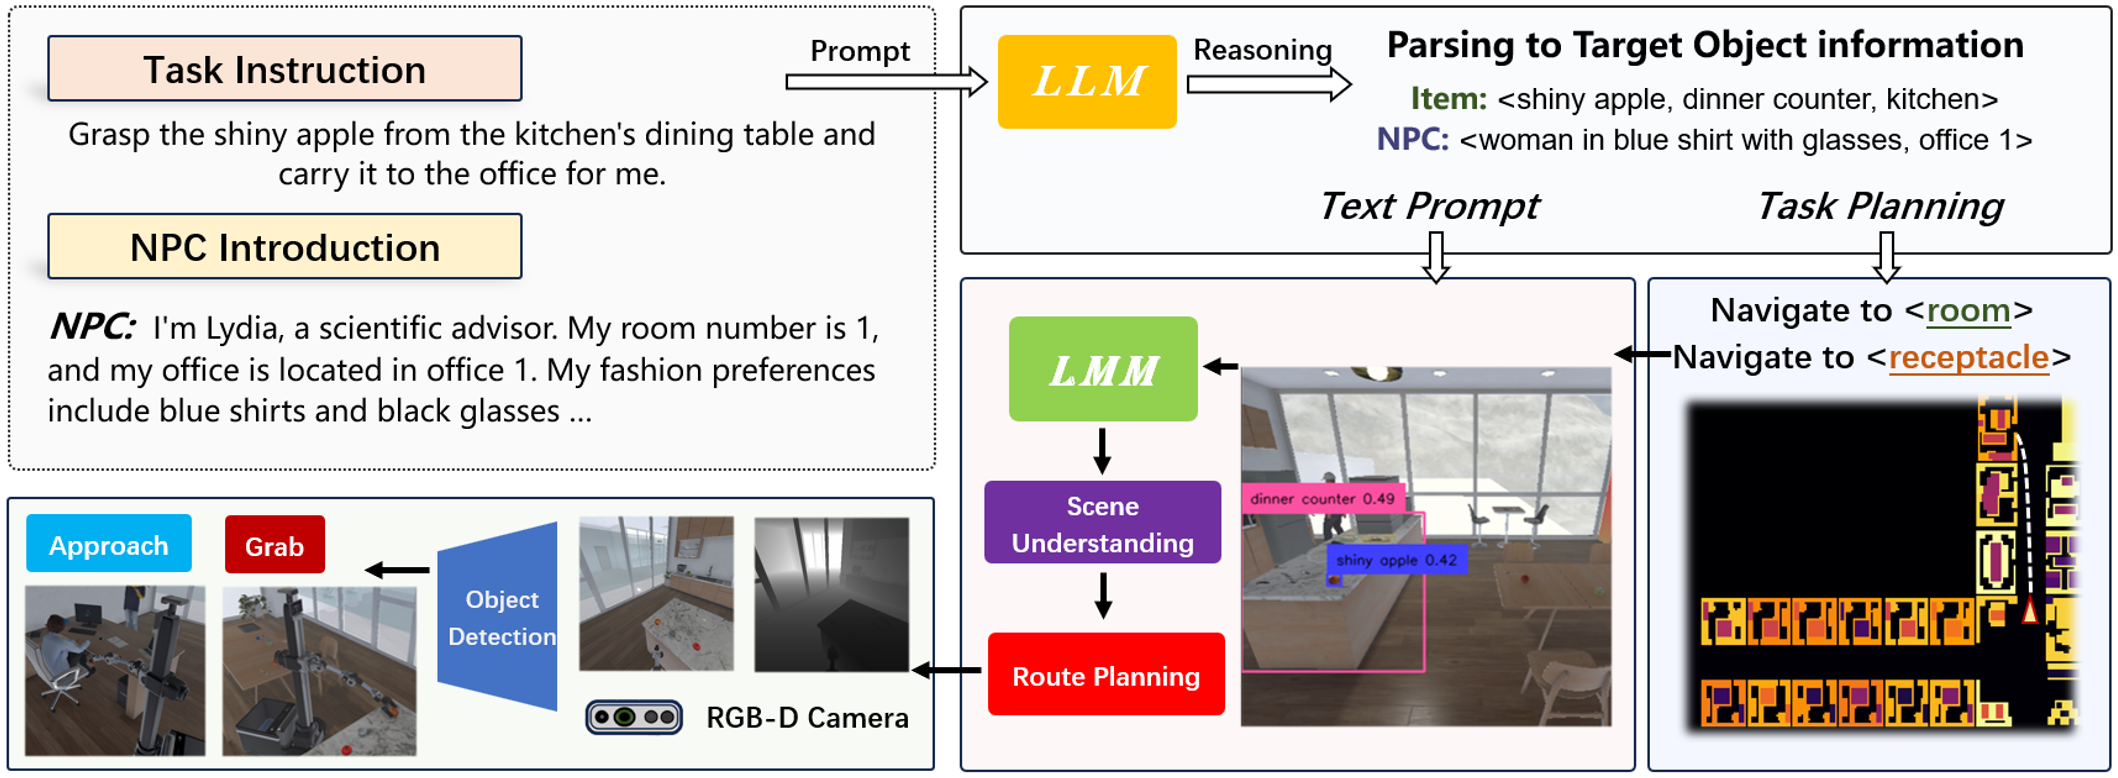 Task Instruction
Grasp the shiny apple from the kitchen's dining table and
carry it to the office for me.
NPC Introduction
NPC: I'm Lydia, a scientific advisor. My room number is 1,
and my office is located in office 1. My fashion preferences
include blue shirts and black glasses ...
Prompt
LLM
Reasoning
Parsing to Target Object information
Item: <shiny apple, dinner counter, kitchen>
NPC: <woman in blue shirt with glasses, office 1>
Text Prompt
Task Planning
Navigate to <room>
Navigate to <receptacle>
LMM
Scene
Understanding
Route Planning
dinner counter 0.49
shiny apple 0.42
Approach
Grab
Object
Detection
RGB-D Camera